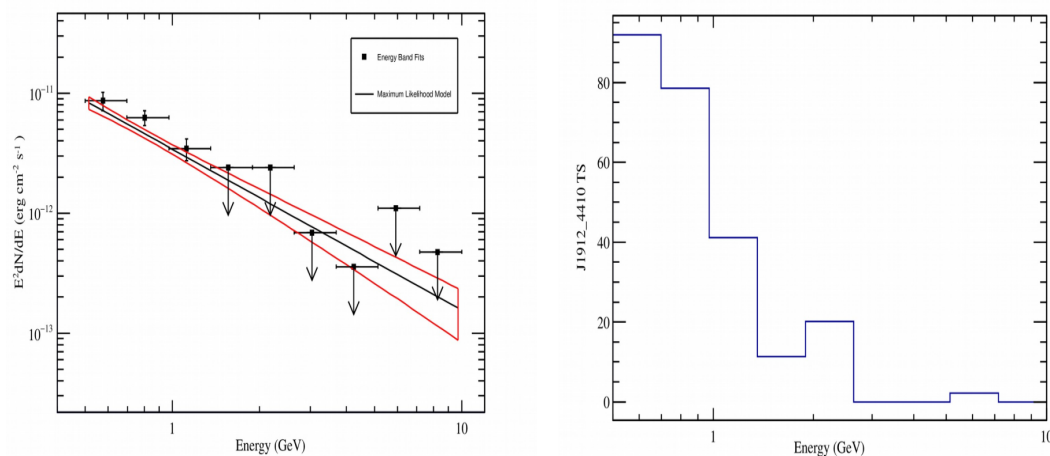 E²dN/dE (erg cm⁻² s⁻¹)
10⁻¹¹
10⁻¹²
10⁻¹³
Energy Band Fits
Maximum Likelihood Model
1
10
Energy (GeV)
J1912_4410 TS
80
60
40
20
0
1
10
Energy (GeV)